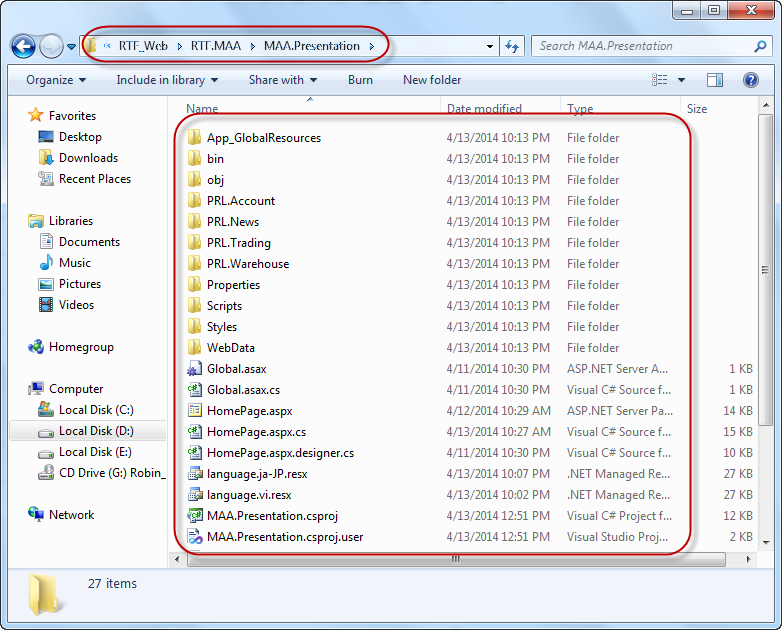 RTF_Web RTF.MAA MAA.Presentation Search MAA.Presentation
Organize Include in library Share with Burn New folder
Name Date modified Type Size
Favorites
Desktop
Downloads
Recent Places
Libraries
Documents
Music
Pictures
Videos
Homegroup
Computer
Local Disk (C:)
Local Disk (D:)
Local Disk (E:)
CD Drive (G:) Robin_
Network
App_GlobalResources 4/13/2014 10:13 PM File folder
bin 4/13/2014 10:13 PM File folder
obj 4/13/2014 10:13 PM File folder
PRL.Account 4/13/2014 10:13 PM File folder
PRL.News 4/13/2014 10:13 PM File folder
PRL.Trading 4/13/2014 10:13 PM File folder
PRL.Warehouse 4/13/2014 10:13 PM File folder
Properties 4/13/2014 10:13 PM File folder
Scripts 4/13/2014 10:13 PM File folder
Styles 4/13/2014 10:13 PM File folder
WebData 4/13/2014 10:13 PM File folder
Global.asax 4/11/2014 10:30 PM ASP.NET Server A... 1 KB
Global.asax.cs 4/11/2014 10:30 PM Visual C# Source f... 1 KB
HomePage.aspx 4/12/2014 10:29 AM ASP.NET Server Pa... 14 KB
HomePage.aspx.cs 4/13/2014 10:27 AM Visual C# Source f... 15 KB
HomePage.aspx.designer.cs 4/11/2014 10:30 PM Visual C# Source f... 10 KB
language.ja-JP.resx 4/13/2014 10:07 PM .NET Managed Re... 27 KB
language.vi.resx 4/13/2014 10:02 PM .NET Managed Re... 27 KB
MAA.Presentation.csproj 4/13/2014 12:51 PM Visual C# Project f... 12 KB
MAA.Presentation.csproj.user 4/13/2014 12:51 PM Visual Studio Proj... 2 KB
27 items